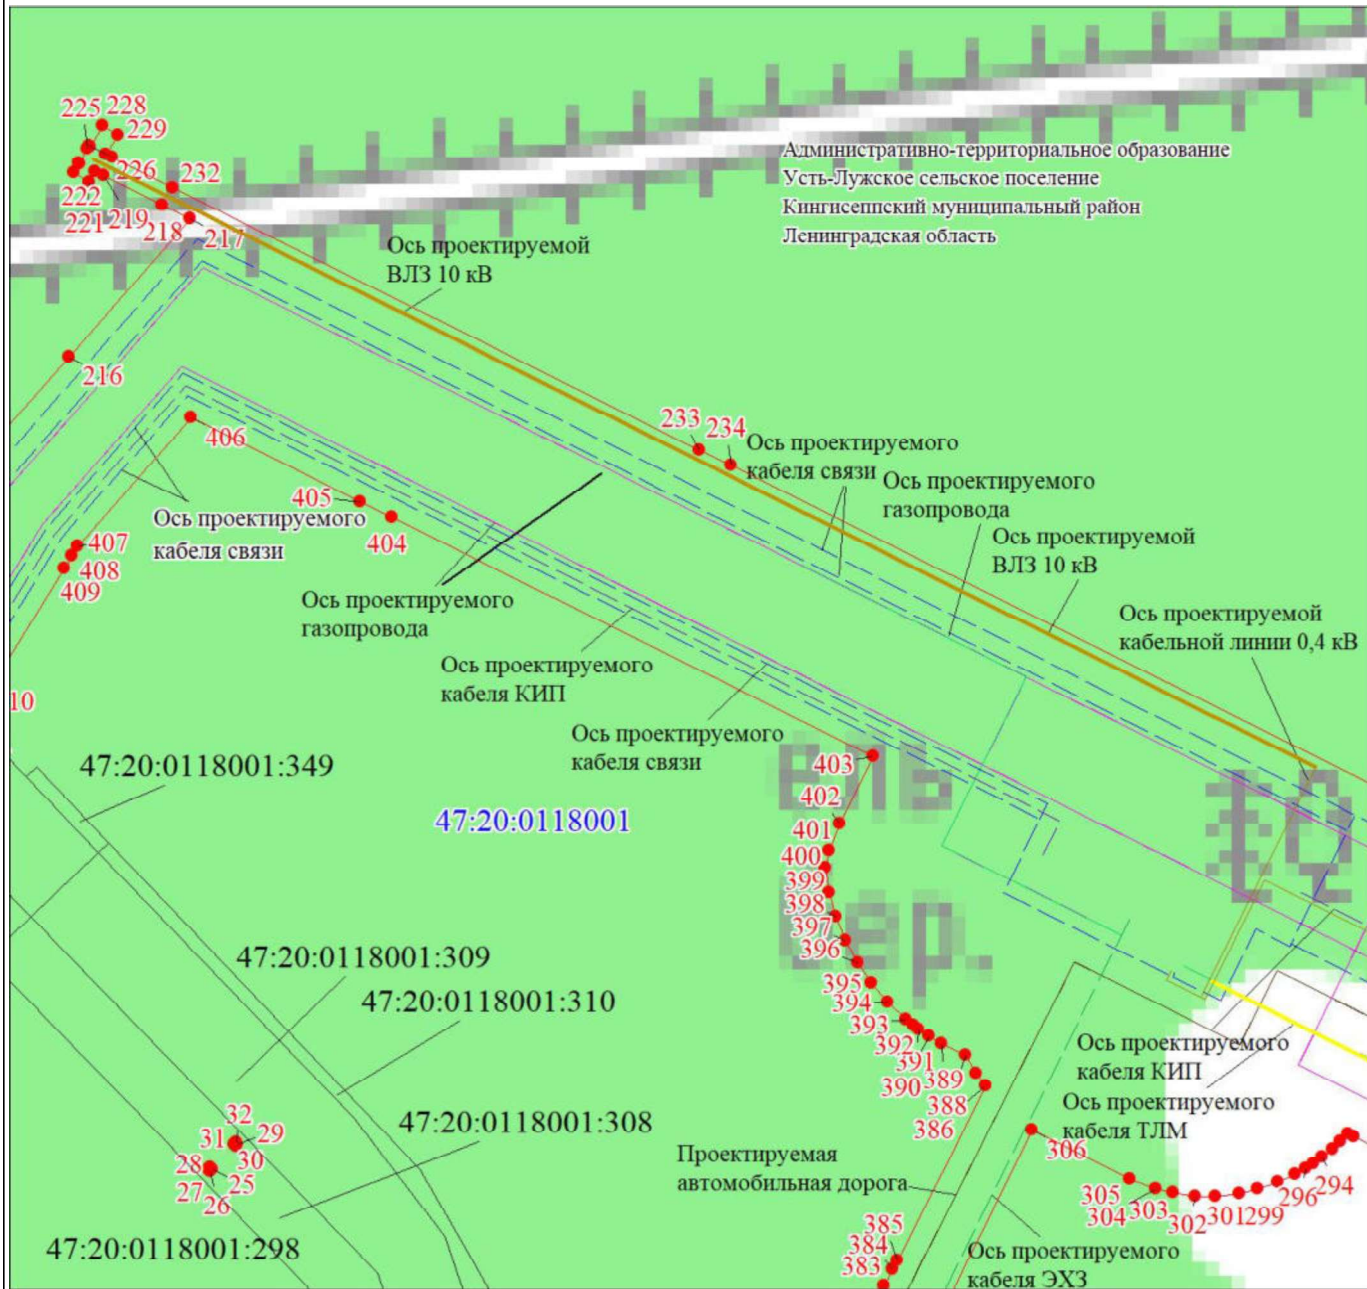 225 228
229
226
232
222
221 219
218 217
Административно-территориальное образование
Усть-Лужское сельское поселение
Кингисеппский муниципальный район
Ленинградская область
Ось проектируемой
ВЛЗ 10 кВ
216
406
233 234
Ось проектируемого
кабеля связи
Ось проектируемого
газопровода
405
404
Ось проектируемого
кабеля связи
Ось проектируемой
ВЛЗ 10 кВ
407
408
409
Ось проектируемого
газопровода
Ось проектируемой
кабельной линии 0,4 кВ
Ось проектируемого
кабеля КИП
10
Ось проектируемого
кабеля связи
47:20:0118001:349
403
402
47:20:0118001
401
400
399
398
397
396
395
394
393
392
391
390 389
388
386
47:20:0118001:309
47:20:0118001:310
Ось проектируемого
кабеля КИП
Ось проектируемого
кабеля ТЛМ
47:20:0118001:308
32
31 29
30
28 25
27
26
306
Проектируемая
автомобильная дорога
305
304 303
302 301 299
296 294
385
384
383
47:20:0118001:298
Ось проектируемого
кабеля ЭХЗ